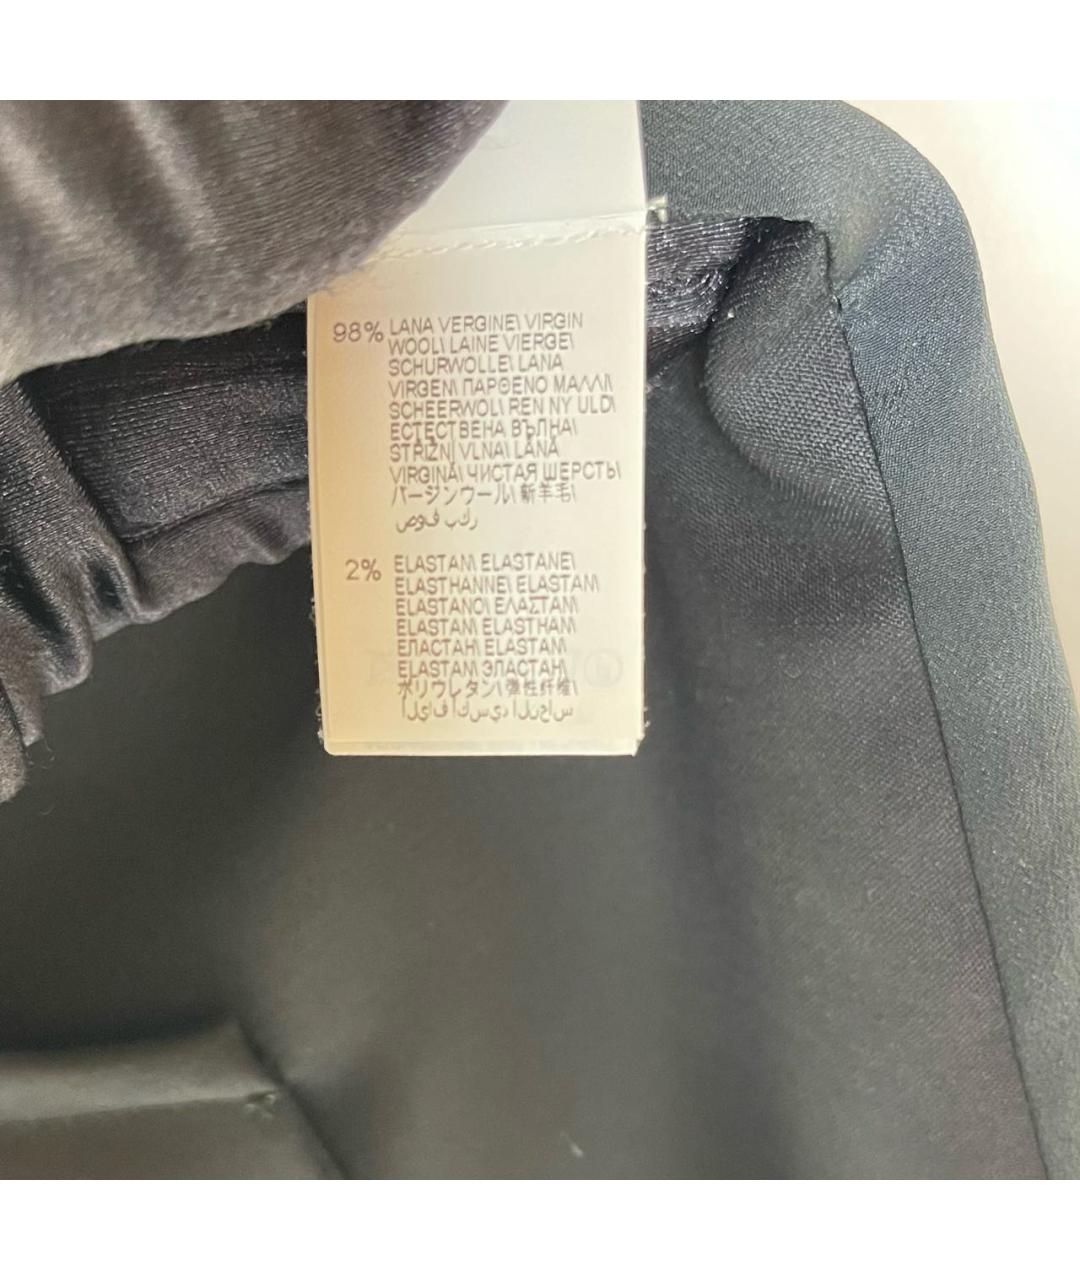 98% LANA VERGINE\ VIRGIN
WOOL\ LAINE VIERGE\
SCHURWOLLE\ LANA
VIRGEN\ ΠΑΡΘΕΝΟ ΜΑΛΛΙ\
SCHEERWOL\ REN NY ULD\
ЕСТЕСТВЕНА ВЪЛНА\
STŘIŽNÍ VLNA\ LÂNĂ
VIRGINĂ\ ЧИСТАЯ ШЕРСТЬ\
バージンウール\ 新羊毛\
صوف بكر
2% ELASTAM\ ELASTANE\
ELASTHANNE\ ELASTAN\
ELASTANO\ ΕΛΑΣΤΑΝ\
ELASTAN\ ELASTHAN\
ЕЛАСТАН\ ELASTAN\
ELASTAN\ ЭЛАСТАН\
ポリウレタン\ 弹性纤维\